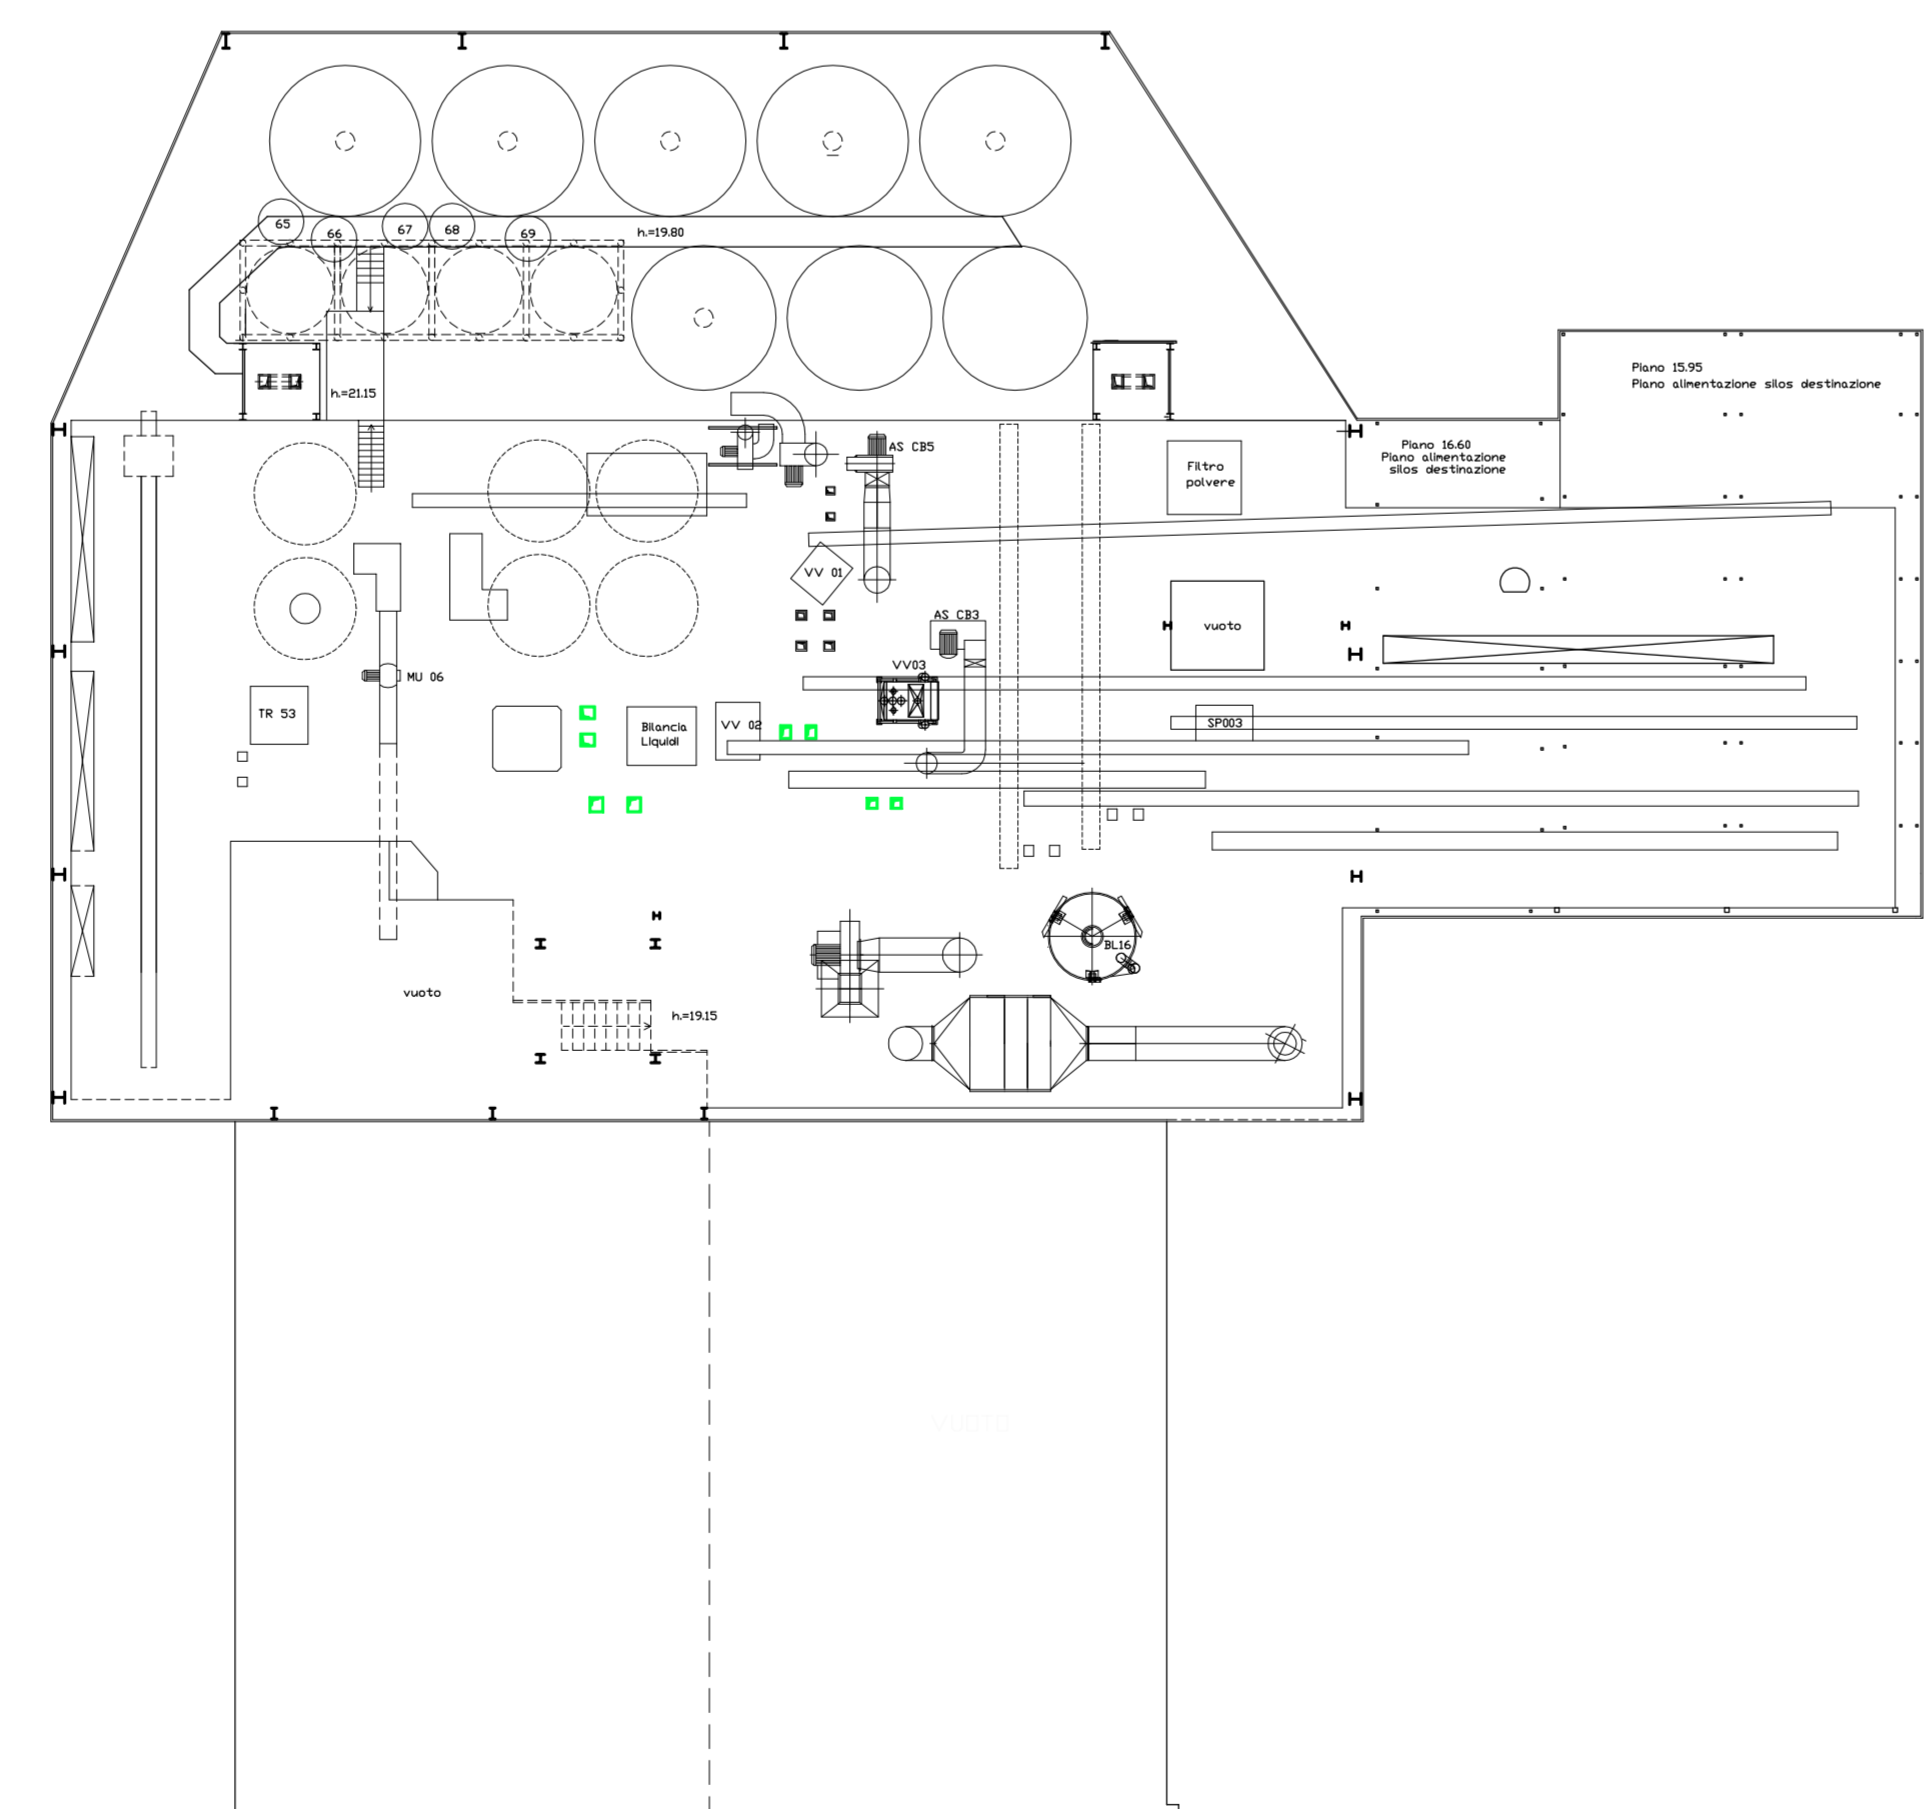 65
66
67
68
69
h.=19.80
h.=21.15
Piano 15.95
Piano alimentazione silos destinazione
Piano 16.60
Piano alimentazione
silos destinazione
AS CB5
Filtro
polvere
VV 01
AS CB3
vuoto
VV03
MU 06
TR 53
Bilancia
Liquidi
VV 02
SP003
BL16
vuoto
h.=19.15